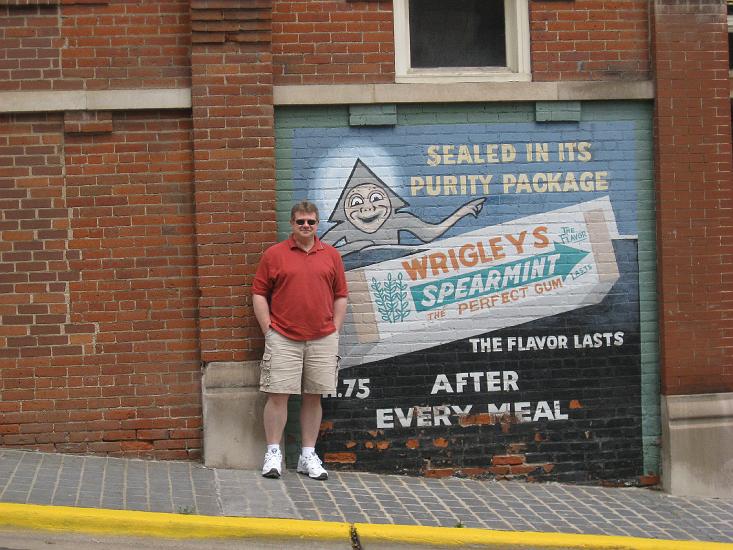 SEALED IN ITS
PURITY PACKAGE
WRIGLEY'S
THE FLAVOR
SPEARMINT
LASTS
THE PERFECT GUM
THE FLAVOR LASTS
.75
AFTER
EVERY MEAL